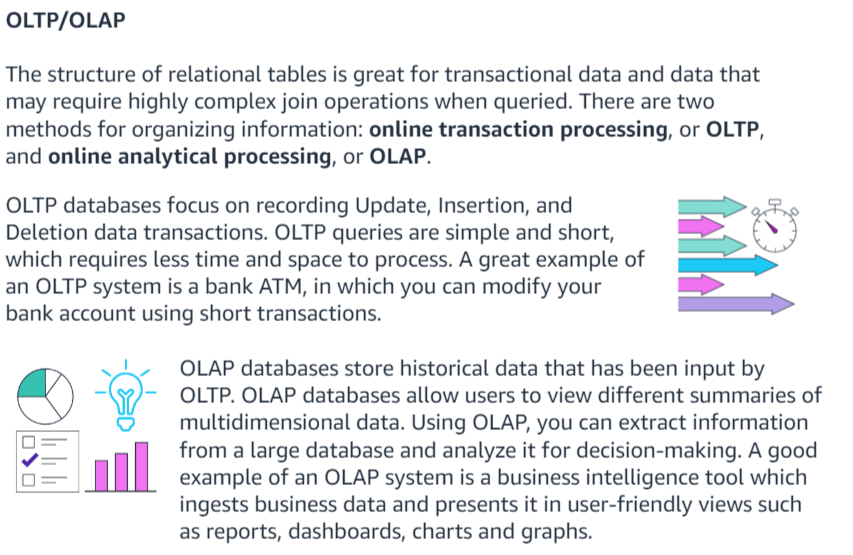 OLTP/OLAP
The structure of relational tables is great for transactional data and data that
may require highly complex join operations when queried. There are two
methods for organizing information: online transaction processing, or OLTP,
and online analytical processing, or OLAP.
OLTP databases focus on recording Update, Insertion, and
Deletion data transactions. OLTP queries are simple and short,
which requires less time and space to process. A great example of
an OLTP system is a bank ATM, in which you can modify your
bank account using short transactions.
OLAP databases store historical data that has been input by
OLTP. OLAP databases allow users to view different summaries of
multidimensional data. Using OLAP, you can extract information
from a large database and analyze it for decision-making. A good
example of an OLAP system is a business intelligence tool which
ingests business data and presents it in user-friendly views such
as reports, dashboards, charts and graphs.